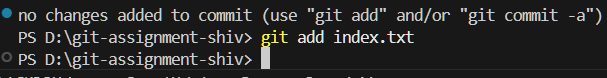 no changes added to commit (use "git add" and/or "git commit -a")
PS D:\git-assignment-shiv> git add index.txt
PS D:\git-assignment-shiv>